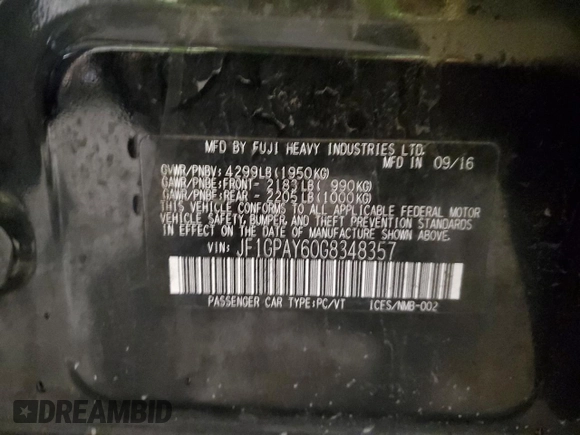 MFD BY FUJI HEAVY INDUSTRIES LTD.
MFD IN 09/16
GVWR/PNBV: 4299LB(1950KG)
GAWR/PNBE:FRONT- 2183LB( 990KG)
GAWR/PNBE:REAR - 2205LB(1000KG)
THIS VEHICLE CONFORMS TO ALL APPLICABLE FEDERAL MOTOR
VEHICLE SAFETY, BUMPER, AND THEFT PREVENTION STANDARDS
IN EFFECT ON THE DATE OF MANUFACTURE SHOWN ABOVE.
VIN: JF1GPAY60G8348357
PASSENGER CAR TYPE:PC/VT ICES/NMB-002
DREAMBID